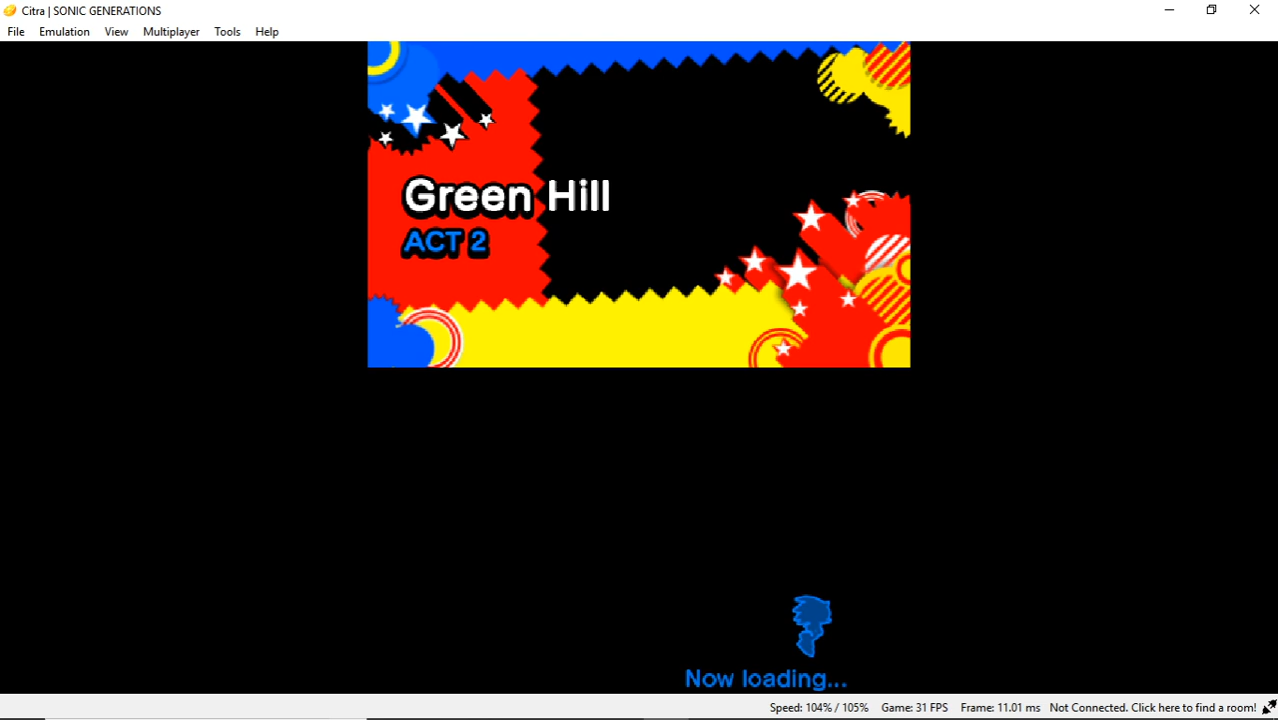 Citra | SONIC GENERATIONS
File Emulation View Multiplayer Tools Help
Green Hill
ACT 2
Now loading...
Speed: 104% / 105% Game: 31 FPS Frame: 11.01 ms Not Connected. Click here to find a room!